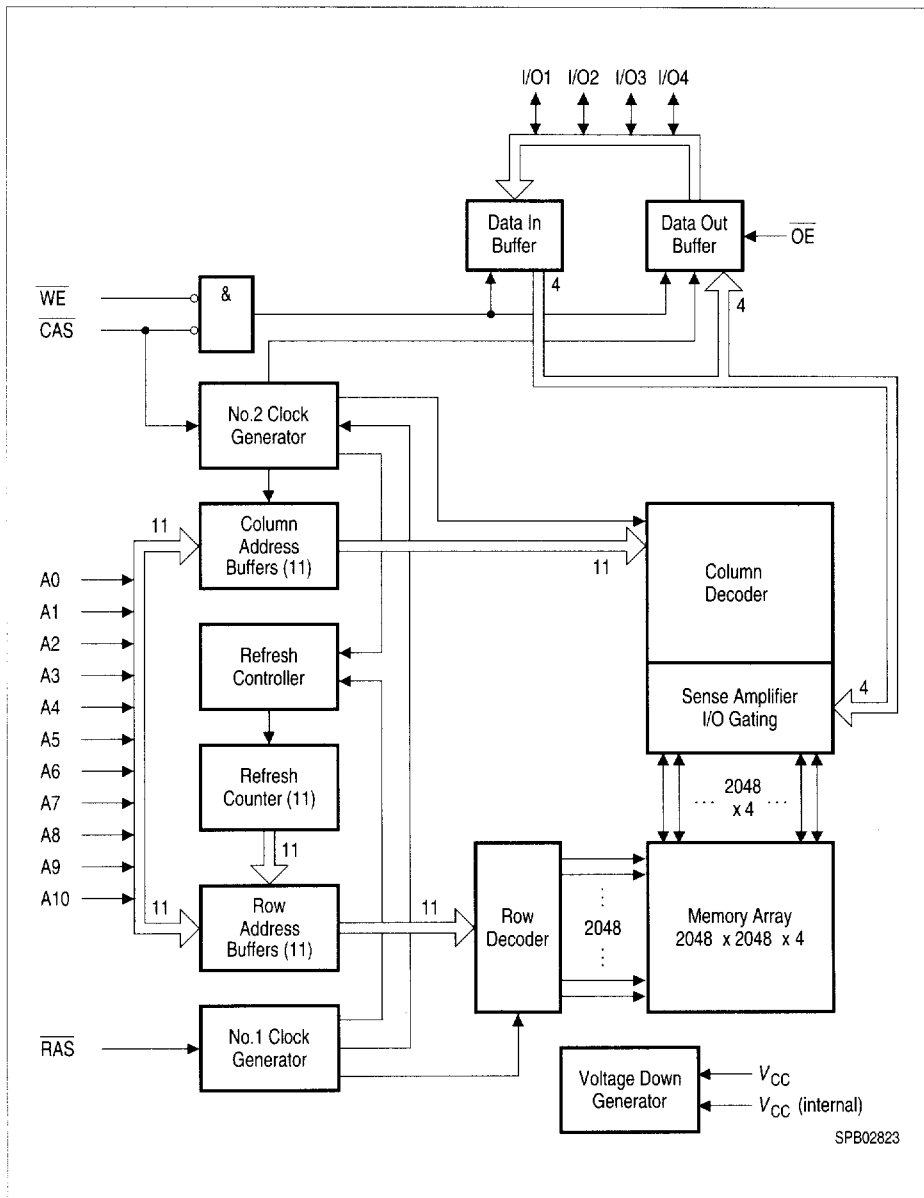 I/O1 I/O2 I/O3 I/O4
Data In
Buffer
Data Out
Buffer
OE
4
4
WE
CAS
&
No.2 Clock
Generator
11
Column
Address
Buffers (11)
11
Column
Decoder
A0
A1
A2
A3
A4
A5
A6
A7
A8
A9
A10
Refresh
Controller
Sense Amplifier
I/O Gating
4
Refresh
Counter (11)
11
... 2048 ...
x 4
11
Row
Address
Buffers (11)
11
Row
Decoder
2048
Memory Array
2048 x 2048 x 4
RAS
No.1 Clock
Generator
Voltage Down
Generator
VCC
VCC (internal)
SPB02823